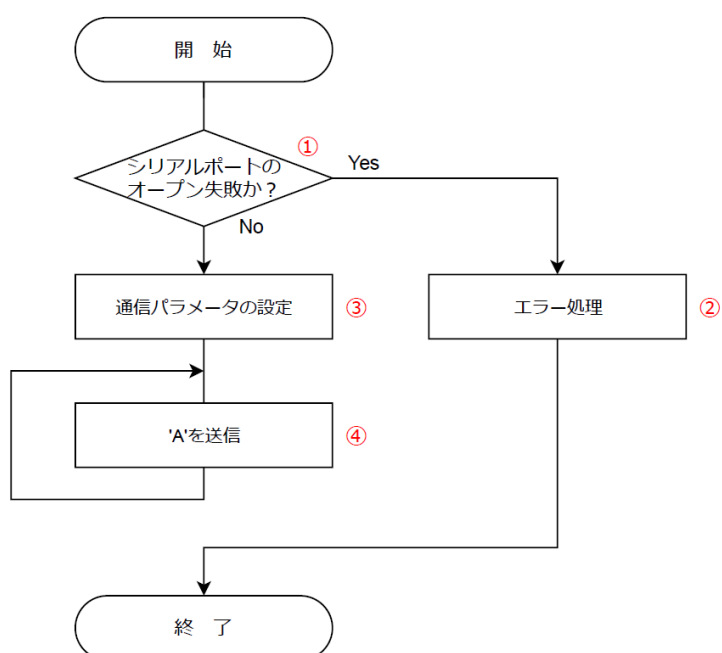 開 始
①
シリアルポートの
オープン失敗か？
Yes
No
通信パラメータの設定
③
エラー処理
②
'A'を送信
④
終 了